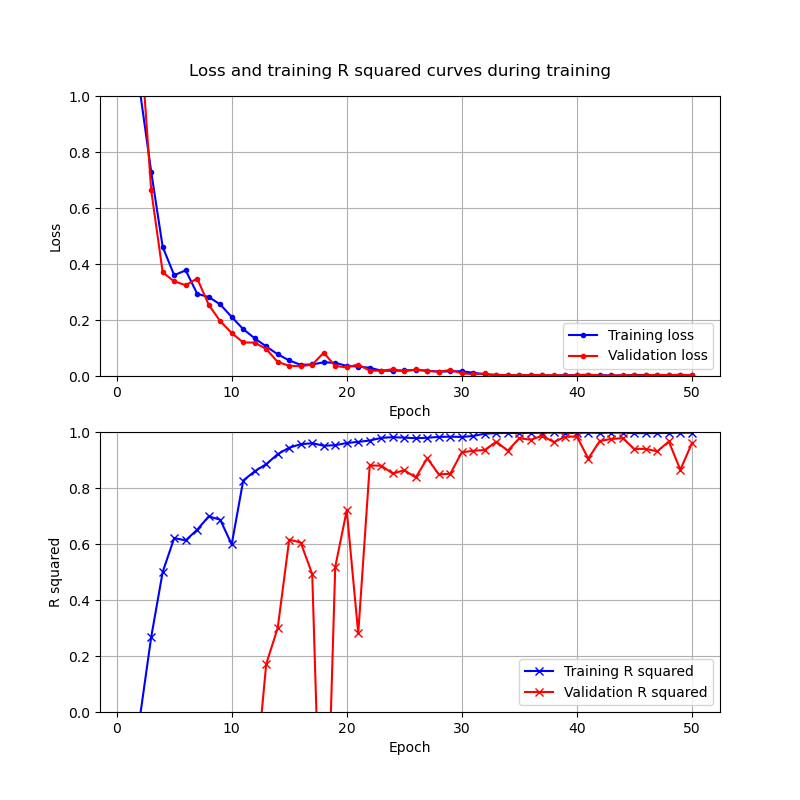 Loss and training R squared curves during training
1.0
0.8
0.6
0.4
0.2
0.0
Loss
Training loss
Validation loss
0 10 20 30 40 50
Epoch
1.0
0.8
0.6
0.4
0.2
0.0
R squared
Training R squared
Validation R squared
0 10 20 30 40 50
Epoch